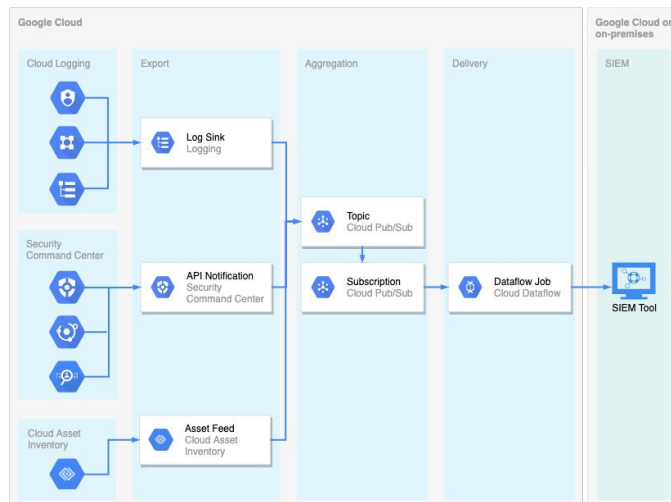 Google Cloud
Google Cloud or
on-premises
Cloud Logging
Export
Aggregation
Delivery
SIEM
Log Sink
Logging
Topic
Cloud Pub/Sub
Security
Command Center
API Notification
Security
Command Center
Subscription
Cloud Pub/Sub
Dataflow Job
Cloud Dataflow
SIEM Tool
Cloud Asset
Inventory
Asset Feed
Cloud Asset
Inventory